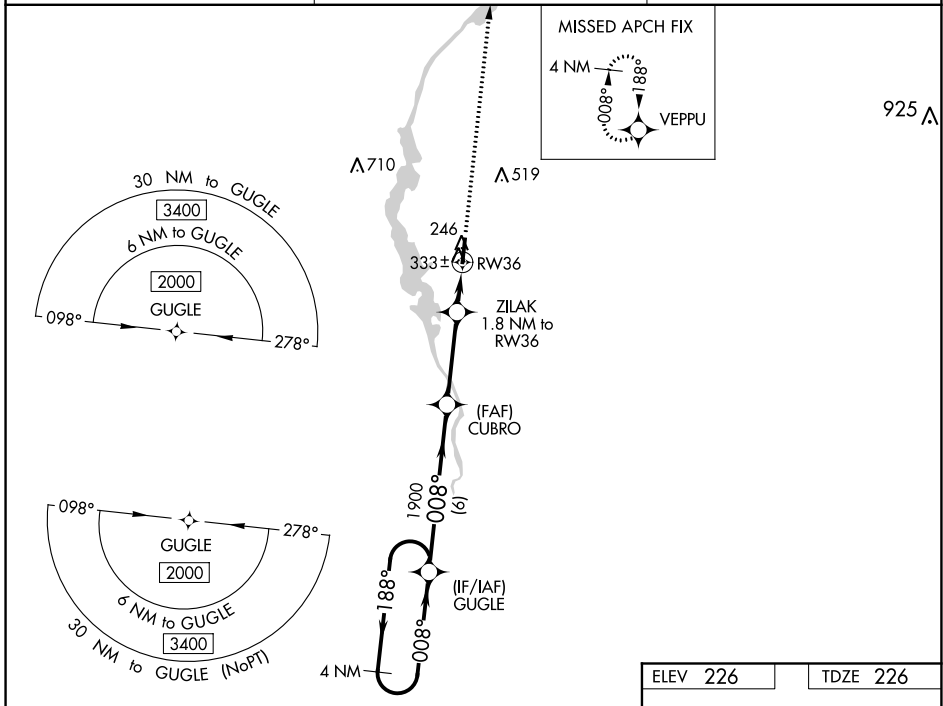 MISSED APCH FIX
4 NM
008°
188°
VEPPU
925
710
519
30 NM to GUGLE
3400
6 NM to GUGLE
2000
GUGLE
098°
278°
246
333±
RW36
ZILAK
1.8 NM to
RW36
(FAF)
CUBRO
1900
008°
(6)
098°
278°
GUGLE
2000
6 NM to GUGLE
3400
30 NM to GUGLE (NoPT)
188°
008°
(IF/IAF)
GUGLE
4 NM
ELEV 226
TDZE 226